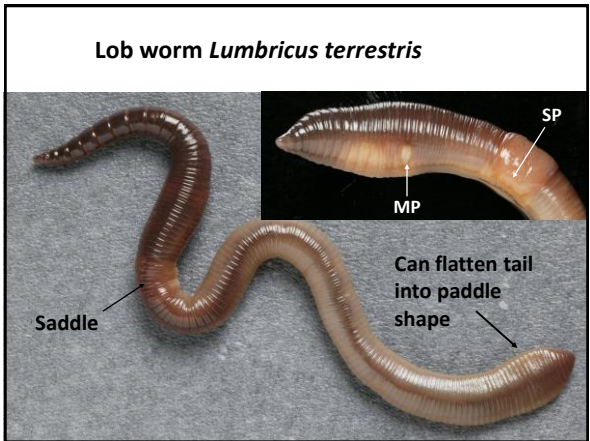 Lob worm Lumbricus terrestris
SP
MP
Can flatten tail
into paddle
shape
Saddle